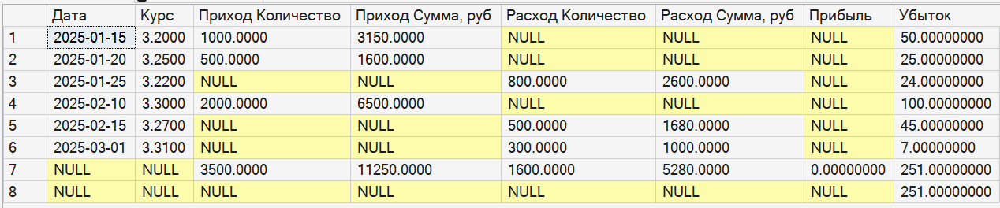 Дата Курс Приход Количество Приход Сумма, руб Расход Количество Расход Сумма, руб Прибыль Убыток
1 2025-01-15 3.2000 1000.0000 3150.0000 NULL NULL NULL 50.00000000
2 2025-01-20 3.2500 500.0000 1600.0000 NULL NULL NULL 25.00000000
3 2025-01-25 3.2200 NULL NULL 800.0000 2600.0000 NULL 24.00000000
4 2025-02-10 3.3000 2000.0000 6500.0000 NULL NULL NULL 100.00000000
5 2025-02-15 3.2700 NULL NULL 500.0000 1680.0000 NULL 45.00000000
6 2025-03-01 3.3100 NULL NULL 300.0000 1000.0000 NULL 7.00000000
7 NULL NULL 3500.0000 11250.0000 1600.0000 5280.0000 0.00000000 251.00000000
8 NULL NULL NULL NULL NULL NULL NULL 251.00000000